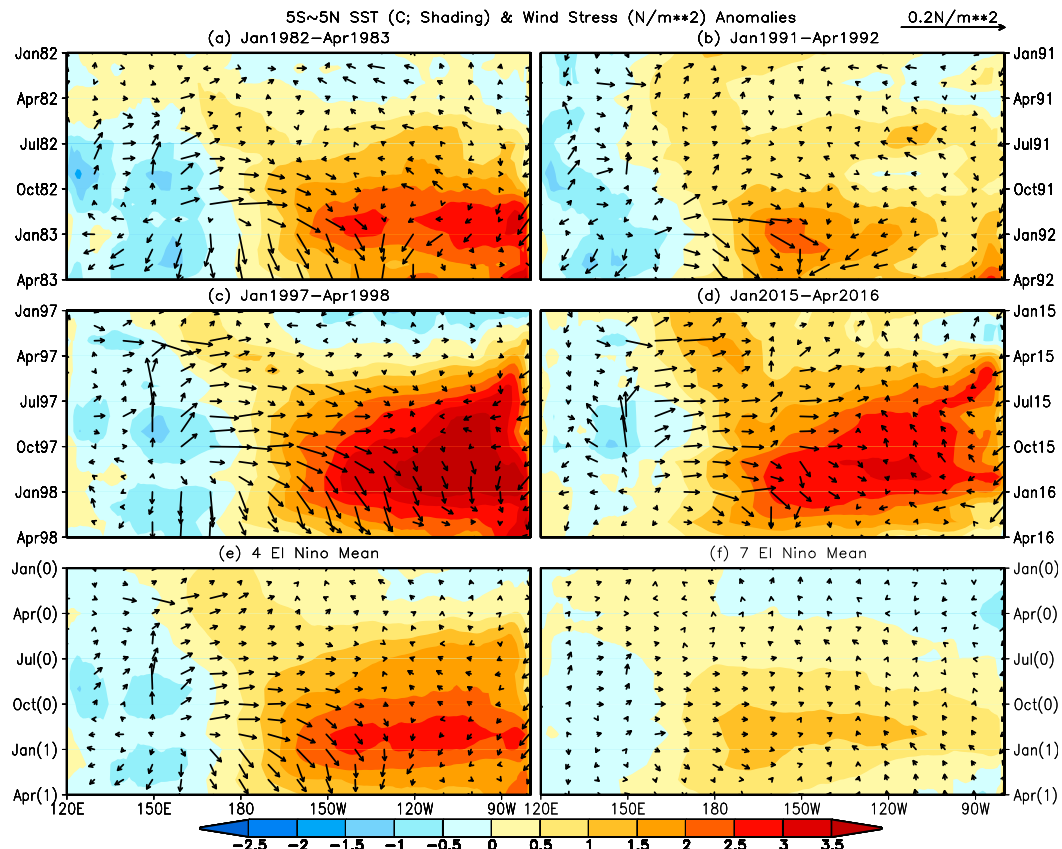 5S~5N SST (C; Shading) & Wind Stress (N/m**2) Anomalies
0.2N/m**2
(a) Jan1982-Apr1983
(b) Jan1991-Apr1992
Jan82
Apr82
Jul82
Oct82
Jan83
Apr83
Jan91
Apr91
Jul91
Oct91
Jan92
Apr92
(c) Jan1997-Apr1998
(d) Jan2015-Apr2016
Jan97
Apr97
Jul97
Oct97
Jan98
Apr98
Jan15
Apr15
Jul15
Oct15
Jan16
Apr16
(e) 4 El Nino Mean
(f) 7 El Nino Mean
Jan(0)
Apr(0)
Jul(0)
Oct(0)
Jan(1)
Apr(1)
Jan(0)
Apr(0)
Jul(0)
Oct(0)
Jan(1)
Apr(1)
120E 150E 180 150W 120W 90W
120E 150E 180 150W 120W 90W
-2.5 -2 -1.5 -1 -0.5 0 0.5 1 1.5 2 2.5 3 3.5